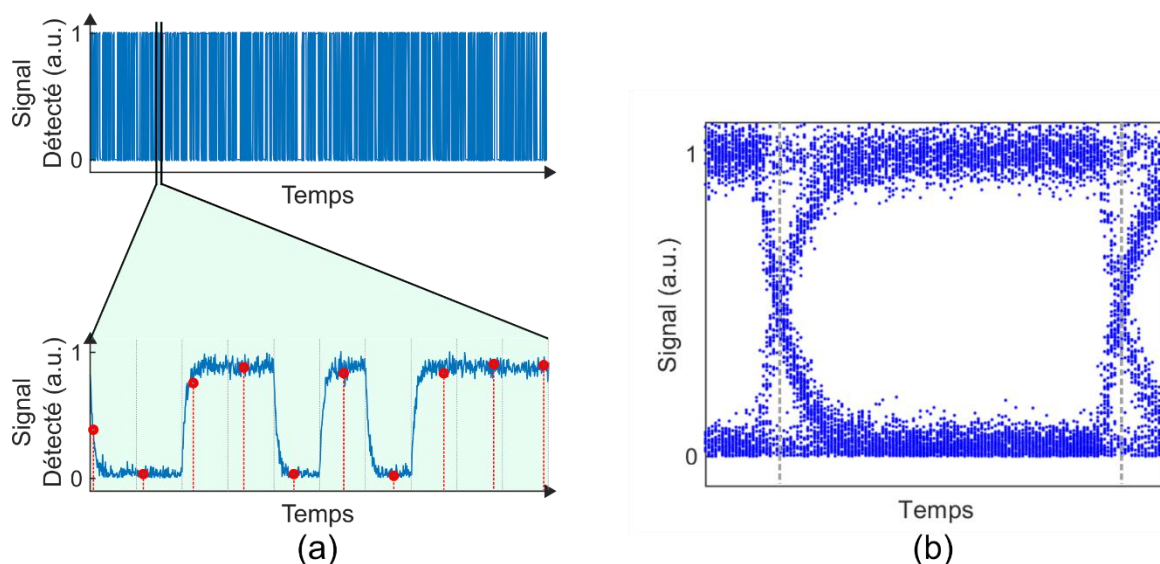 1
Signal
Détecté (a.u.)
0
Temps
1
Signal
Détecté (a.u.)
0
Temps
(a)
1
Signal (a.u.)
0
Temps
(b)